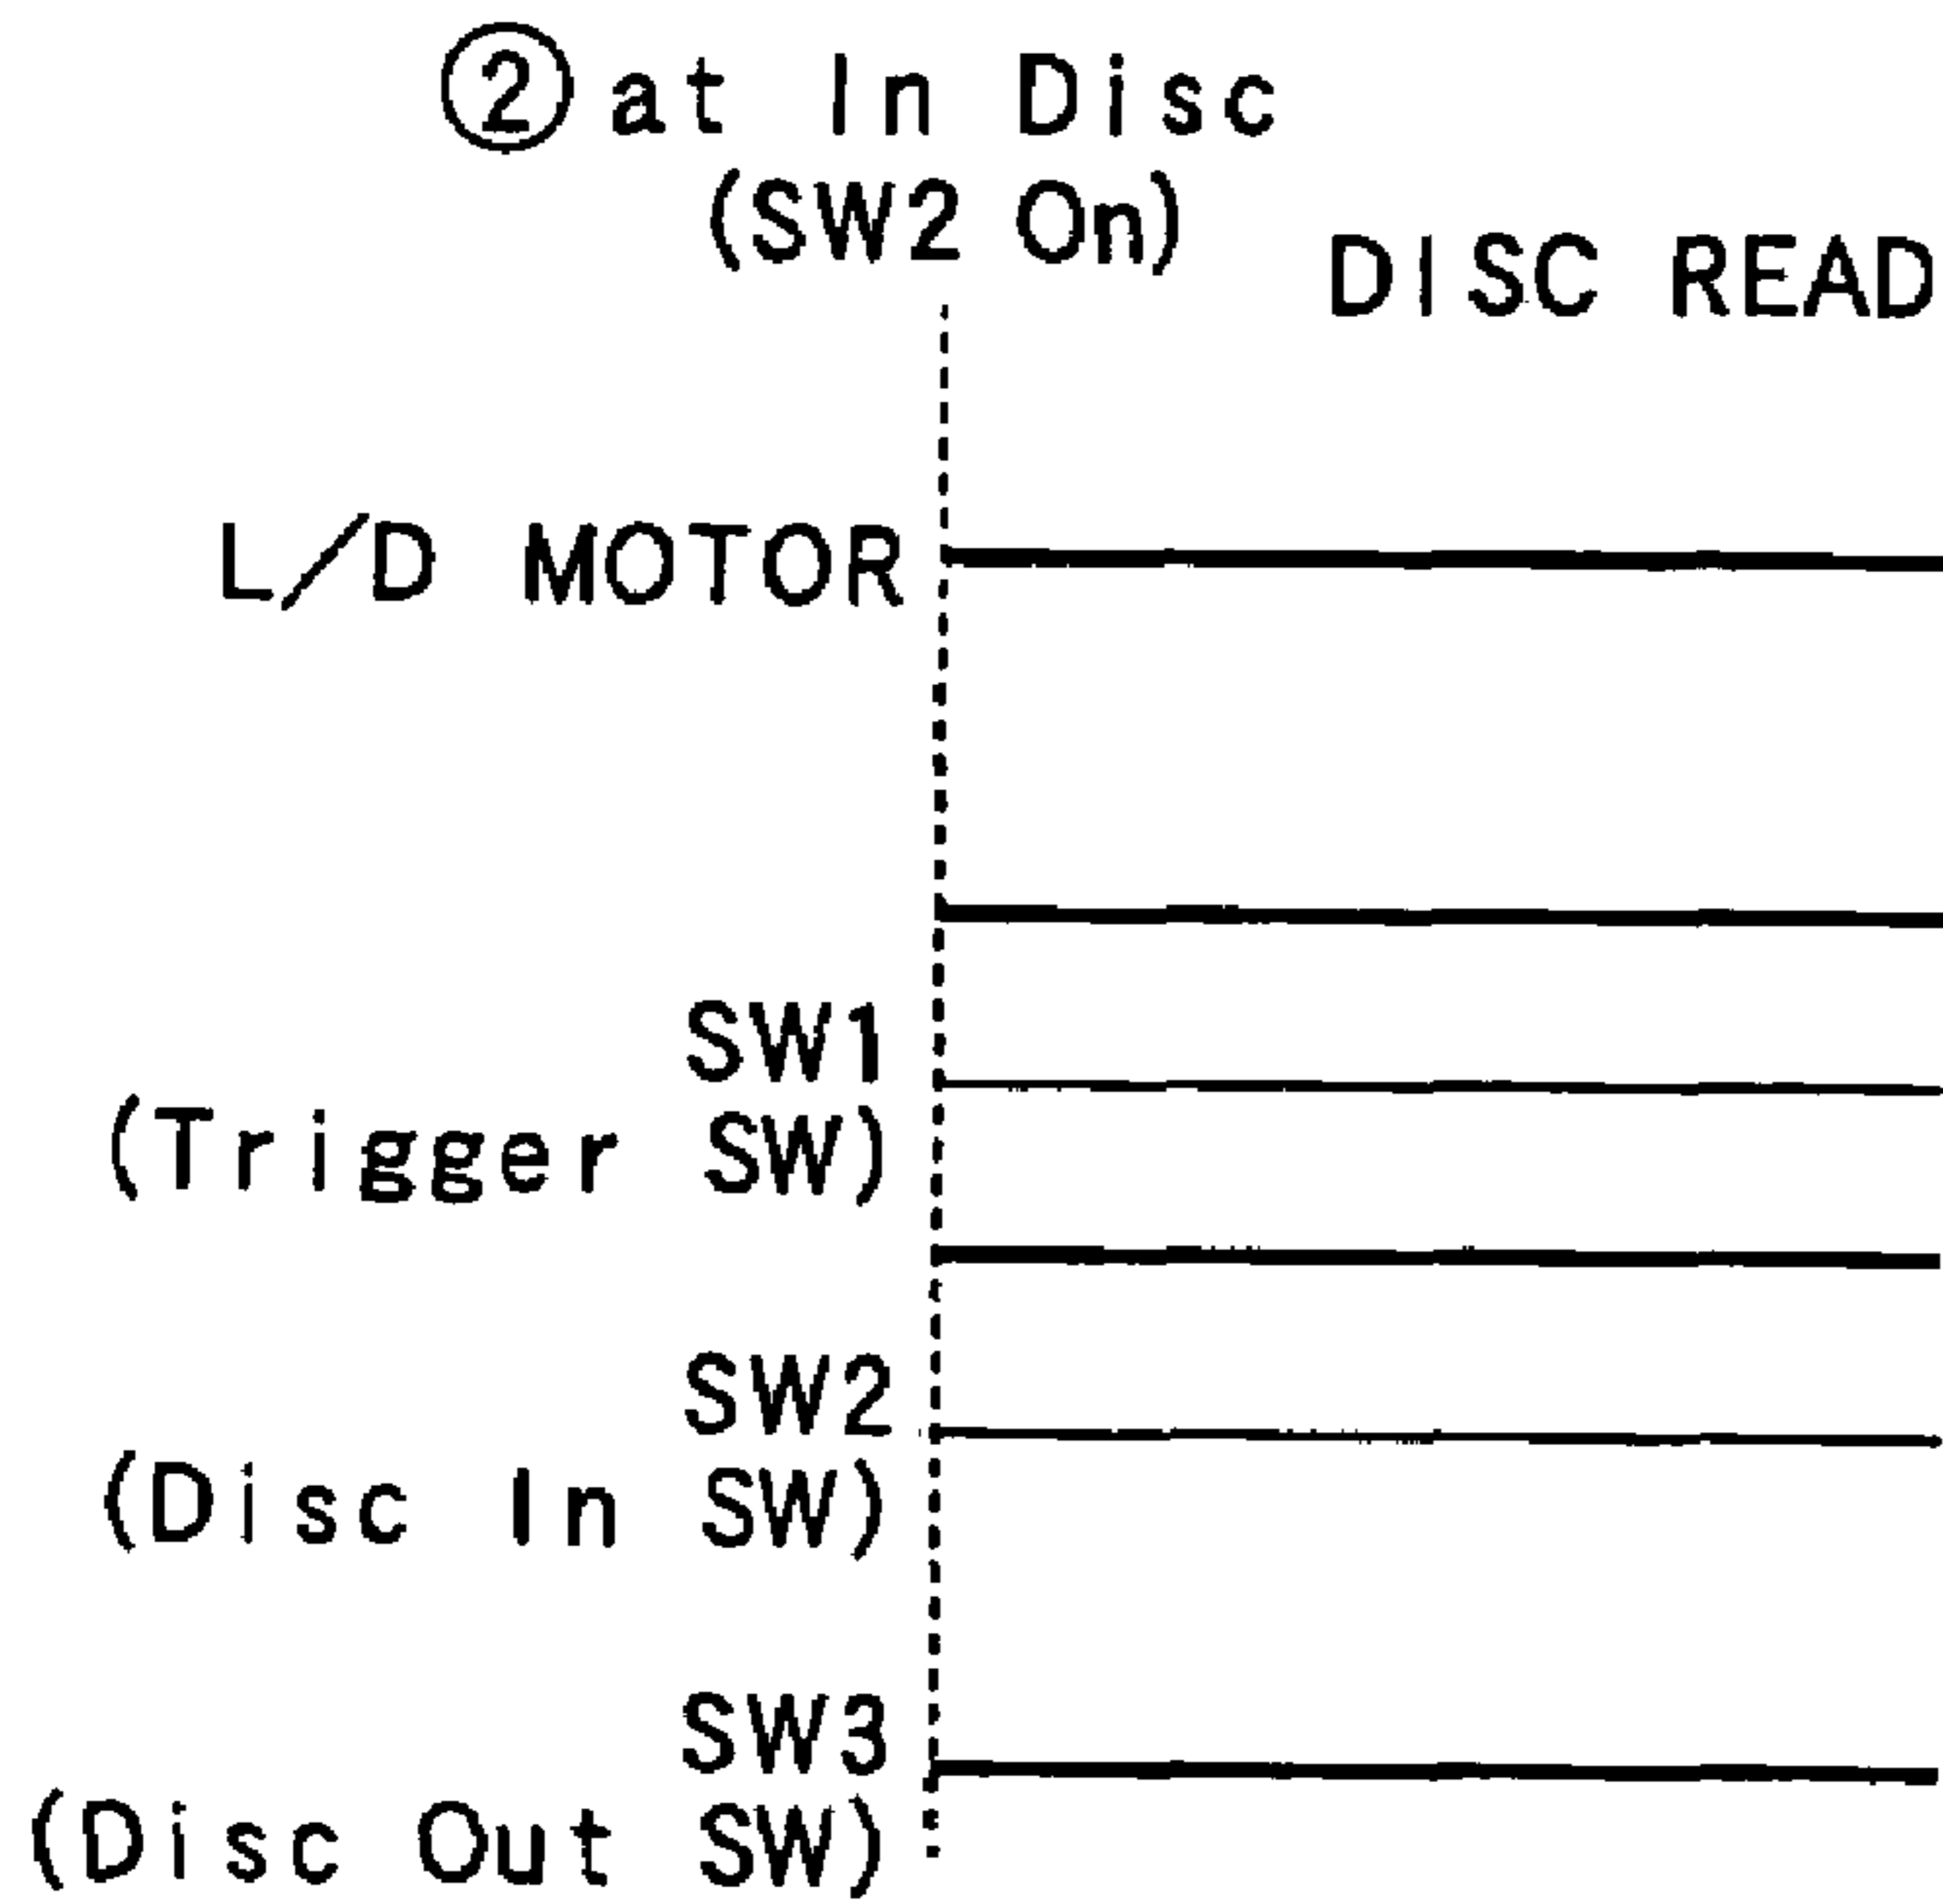 ②at In Disc
(SW2 On)
DISC READ
L/D MOTOR
SW1
(Trigger SW)
SW2
(Disc In SW)
SW3
(Disc Out SW)